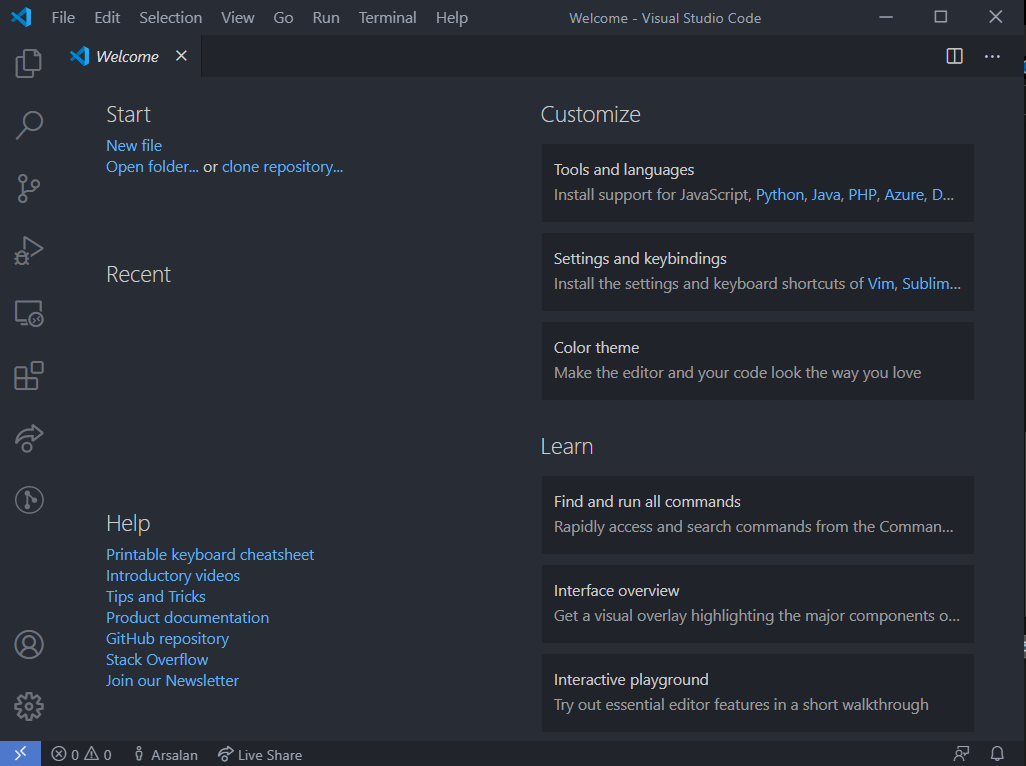 File Edit Selection View Go Run Terminal Help Welcome - Visual Studio Code
Welcome
Start
New file
Open folder... or clone repository...
Recent
Help
Printable keyboard cheatsheet
Introductory videos
Tips and Tricks
Product documentation
GitHub repository
Stack Overflow
Join our Newsletter
Customize
Tools and languages
Install support for JavaScript, Python, Java, PHP, Azure, D...
Settings and keybindings
Install the settings and keyboard shortcuts of Vim, Sublim...
Color theme
Make the editor and your code look the way you love
Learn
Find and run all commands
Rapidly access and search commands from the Comman...
Interface overview
Get a visual overlay highlighting the major components o...
Interactive playground
Try out essential editor features in a short walkthrough
0 0 Arsalan Live Share